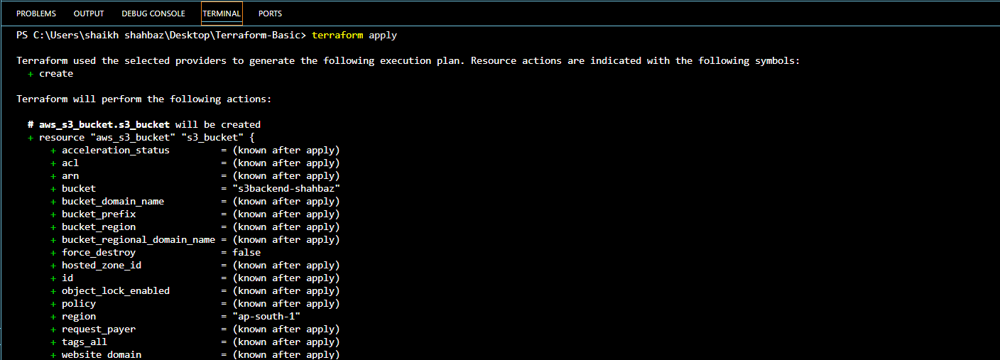 PROBLEMS OUTPUT DEBUG CONSOLE TERMINAL PORTS
PS C:\Users\shaikh shahbaz\Desktop\Terraform-Basic> terraform apply
Terraform used the selected providers to generate the following execution plan. Resource actions are indicated with the following symbols:
+ create
Terraform will perform the following actions:
# aws_s3_bucket.s3_bucket will be created
+ resource "aws_s3_bucket" "s3_bucket" {
+ acceleration_status = (known after apply)
+ acl = (known after apply)
+ arn = (known after apply)
+ bucket = "s3backend-shahbaz"
+ bucket_domain_name = (known after apply)
+ bucket_prefix = (known after apply)
+ bucket_region = (known after apply)
+ bucket_regional_domain_name = (known after apply)
+ force_destroy = false
+ hosted_zone_id = (known after apply)
+ id = (known after apply)
+ object_lock_enabled = (known after apply)
+ policy = (known after apply)
+ region = "ap-south-1"
+ request_payer = (known after apply)
+ tags_all = (known after apply)
+ website_domain = (known after apply)